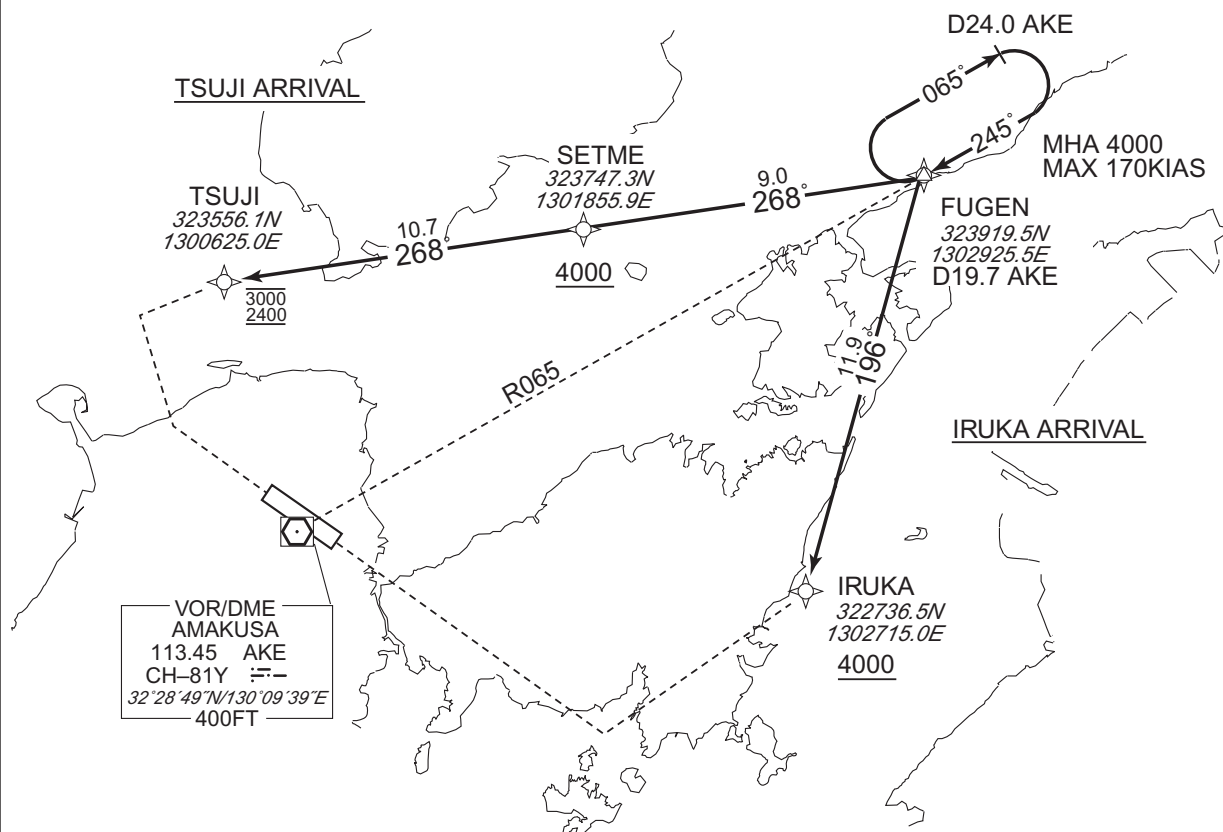 D24.0 AKE
TSUJI ARRIVAL
065°
245°
MHA 4000
MAX 170KIAS
SETME
323747.3N
1301855.9E
9.0
268°
TSUJI
323556.1N
1300625.0E
10.7
268°
FUGEN
323919.5N
1302925.5E
D19.7 AKE
4000
3000
2400
11.9
196°
R065
IRUKA ARRIVAL
IRUKA
322736.5N
1302715.0E
4000
VOR/DME
AMAKUSA
113.45 AKE
CH–81Y
32°28´49˝N/130°09´39˝E
400FT